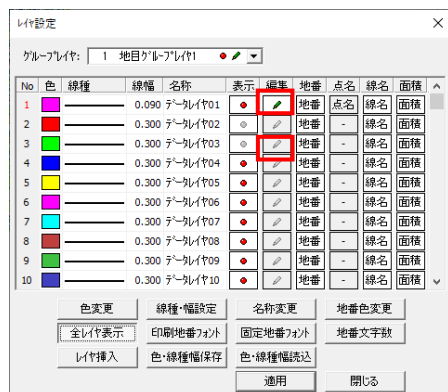 ﾚｲﾔ設定
ｸﾞﾙｰﾌﾟﾚｲﾔ: 1 地目ｸﾞﾙｰﾌﾟﾚｲﾔ1
No 色 線種 線幅 名称 表示 編集 地番 点名 線名 面積
1 0.090 ﾃﾞｰﾀﾚｲﾔ01 地番 点名 線名 面積
2 0.300 ﾃﾞｰﾀﾚｲﾔ02 地番 - 線名 面積
3 0.300 ﾃﾞｰﾀﾚｲﾔ03 地番 - 線名 面積
4 0.300 ﾃﾞｰﾀﾚｲﾔ04 地番 - 線名 面積
5 0.300 ﾃﾞｰﾀﾚｲﾔ05 地番 - 線名 面積
6 0.300 ﾃﾞｰﾀﾚｲﾔ06 地番 - 線名 面積
7 0.300 ﾃﾞｰﾀﾚｲﾔ07 地番 - 線名 面積
8 0.300 ﾃﾞｰﾀﾚｲﾔ08 地番 - 線名 面積
9 0.300 ﾃﾞｰﾀﾚｲﾔ09 地番 - 線名 面積
10 0.300 ﾃﾞｰﾀﾚｲﾔ10 地番 - 線名 面積
色変更 線種・幅設定 名称変更 地番色変更
全ﾚｲﾔ表示 印刷地番ﾌｫﾝﾄ 固定地番ﾌｫﾝﾄ 地番文字数
ﾚｲﾔ挿入 色・線種幅保存 色・線種幅読込
適用 閉じる